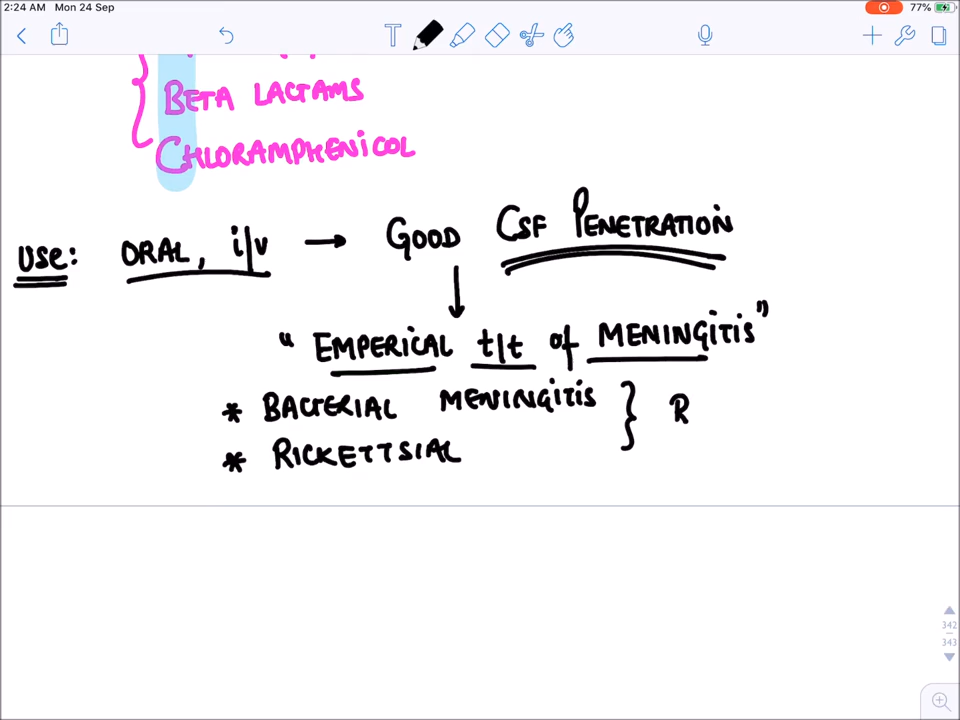 2:24 AM Mon 24 Sep 77%
T
BETA LACTAMS
CHLORAMPHENICOL
USE: ORAL, i/v → GOOD CSF PENETRATION
↓
"EMPERICAL t/t of MENINGITIS"
* BACTERIAL MENINGITIS } R
* RICKETTSIAL
342
343